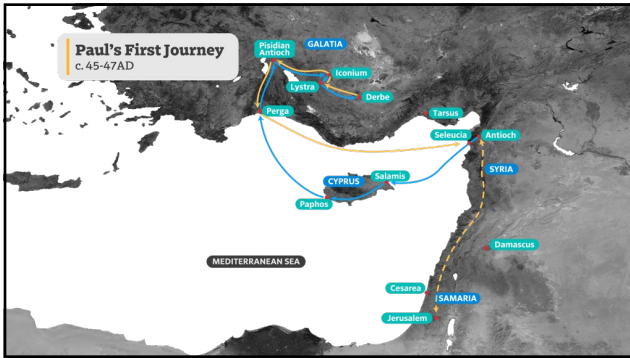 Paul's First Journey
c. 45-47AD
Pisidian
Antioch
GALATIA
Iconium
Lystra
Derbe
Perga
Tarsus
Seleucia
Antioch
SYRIA
CYPRUS
Salamis
Paphos
Damascus
MEDITERRANEAN SEA
Cesarea
SAMARIA
Jerusalem